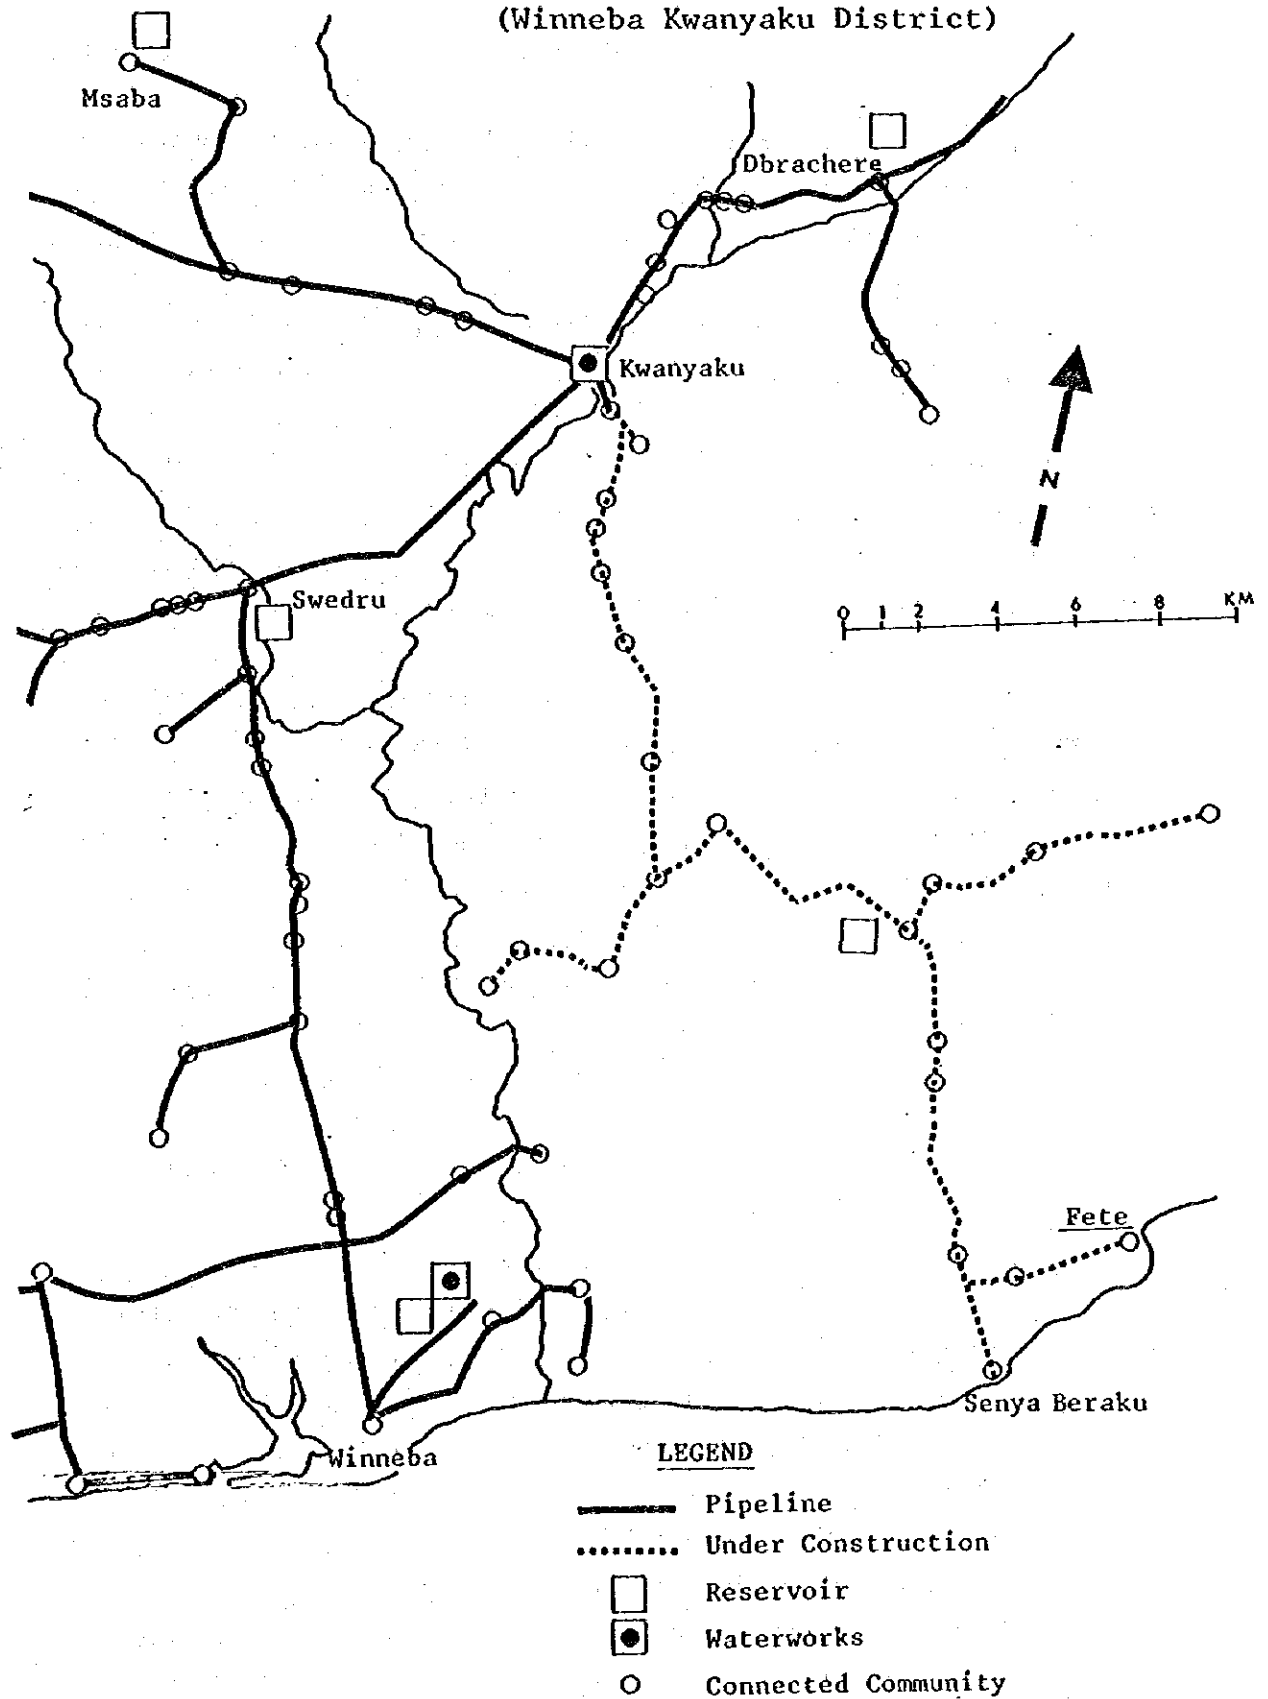 (Winneba Kwanyaku District)
Msaba
Dbrachere
Kwanyaku
N
Swedru
0 1 2 4 6 8 KM
Fete
Senya Beraku
Winneba
LEGEND
Pipeline
Under Construction
Reservoir
Waterworks
Connected Community